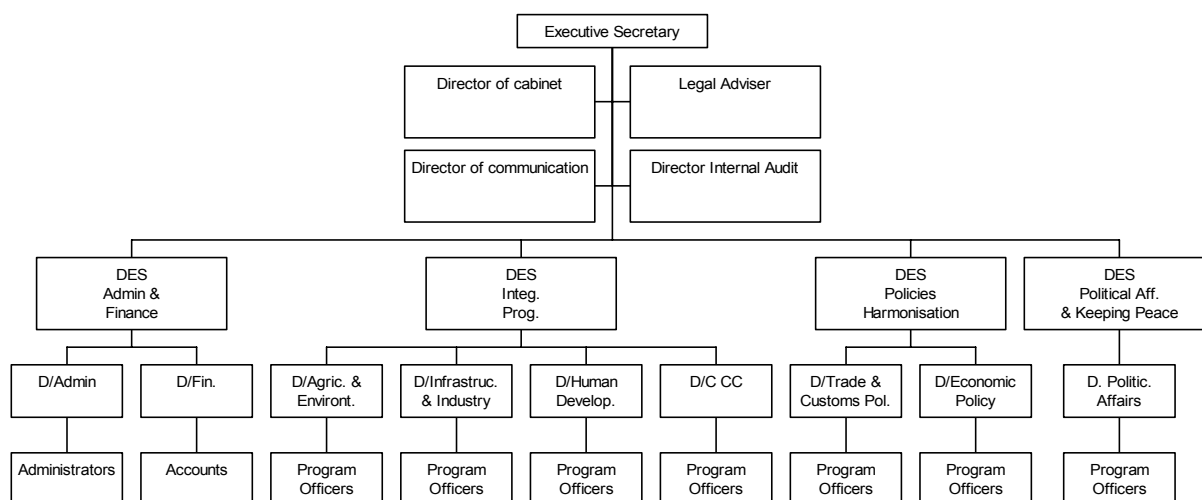 Executive Secretary
Director of cabinet
Legal Adviser
Director of communication
Director Internal Audit
DES
Admin &
Finance
DES
Integ.
Prog.
DES
Policies
Harmonisation
DES
Political Aff.
& Keeping Peace
D/Admin
D/Fin.
D/Agric. &
Environt.
D/Infrastruc.
& Industry
D/Human
Develop.
D/C CC
D/Trade &
Customs Pol.
D/Economic
Policy
D. Politic.
Affairs
Administrators
Accounts
Program
Officers
Program
Officers
Program
Officers
Program
Officers
Program
Officers
Program
Officers
Program
Officers